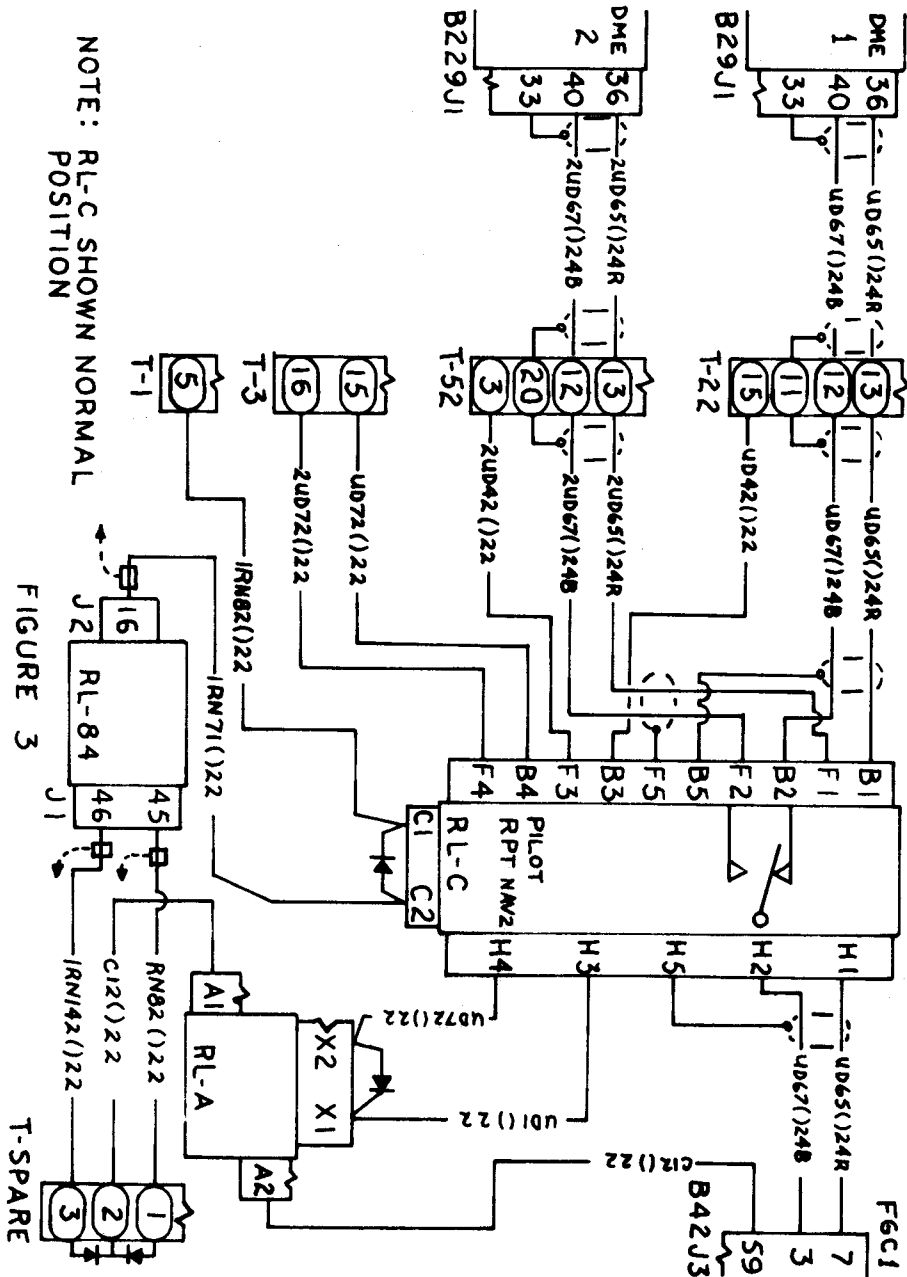 DME
1
B29J1
36
40
33
UD65()24R
UD67()24B
T-22
13
12
11
15
UD65()24R
UD67()24B
UD42()22
DME
2
B229J1
36
40
33
2UD65()24R
2UD67()24B
T-52
13
12
20
3
2UD65()24R
2UD67()24B
2UD42()22
T-3
15
16
UD72()22
2UD72()22
T-1
5
1RN82()22
1RN71()22
B1
F1
B2
F2
B5
F5
B3
F3
B4
F4
PILOT
RPT NAV2
RL-C
C1
C2
H1
H2
H5
H3
H4
UD65()24R
UD67()24B
F6C1
7
3
59
B42J3
UD72()22
UD1()22
C12()22
X2
X1
RL-A
A1
A2
J2
16
RL-84
J1
45
46
RN82()22
C12()22
1RN142()22
T-SPARE
1
2
3
NOTE: RL-C SHOWN NORMAL
POSITION
FIGURE 3